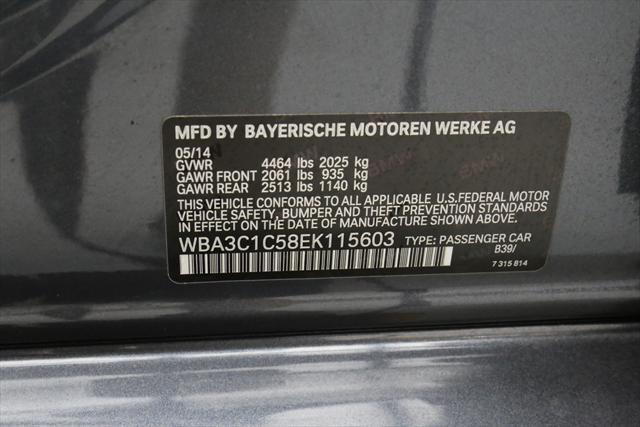 MFD BY BAYERISCHE MOTOREN WERKE AG
05/14
GVWR 4464 lbs 2025 kg
GAWR FRONT 2061 lbs 935 kg
GAWR REAR 2513 lbs 1140 kg
THIS VEHICLE CONFORMS TO ALL APPLICABLE U.S.FEDERAL MOTOR
VEHICLE SAFETY, BUMPER AND THEFT PREVENTION STANDARDS
IN EFFECT ON THE DATE OF MANUFACTURE SHOWN ABOVE.
WBA3C1C58EK115603 TYPE: PASSENGER CAR
B39/
7 315 814